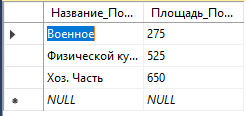 Название_По... Площадь_По...
Военное 275
Физической ку... 525
Хоз. Часть 650
NULL NULL